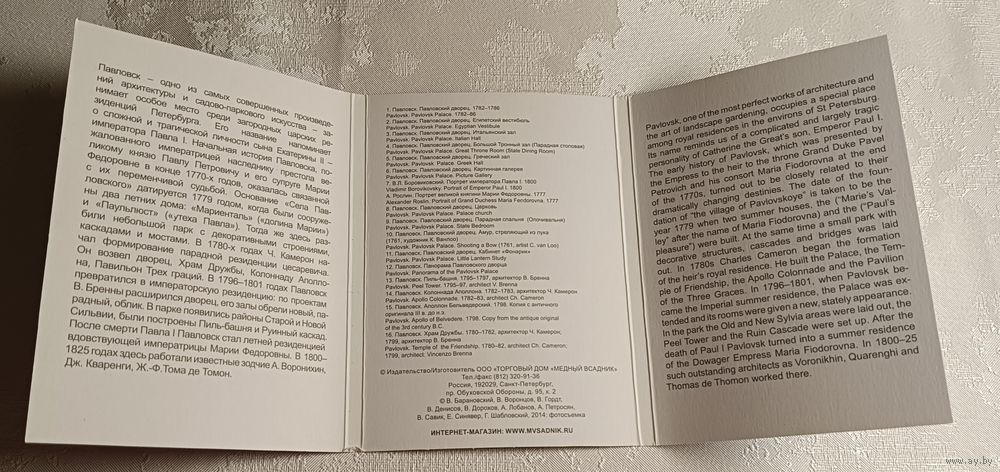 Павловск – одно из самых совершенных произведе-
ний архитектуры и садово-паркового искусства – за-
нимает особое место среди загородных царских ре-
зиденций Петербурга. Его название напоминает
о сложной и трагической личности сына Екатерины II –
императора Павла I. Начальная история Павловска, по-
жалованного императрицей наследнику престола ве-
ликому князю Павлу Петровичу и его супруге Марии
Федоровне в конце 1770-х годов, оказалась связанной
с их переменчивой судьбой. Основание «Села Пав-
ловского» датируется 1779 годом, когда были сооруже-
ны два летних дома: «Мариенталь» («долина Марии»)
и «Паульлюст» («утеха Павла»). Тогда же здесь раз-
били небольшой парк с декоративными строениями,
каскадами и мостами. В 1780-х годах Ч. Камерон на-
чал формирование парадной резиденции цесаревича.
Он возвел дворец, Храм Дружбы, Колоннаду Аполло-
на, Павильон Трех граций. В 1796–1801 годах Павловск
превратился в императорскую резиденцию: по проектам
В. Бренны расширился дворец, его залы обрели новый, па-
радный, облик. В парке появились районы Старой и Новой
Сильвии, были построены Пиль-башня и Руинный каскад.
После смерти Павла I Павловск стал летней резиденцией
вдовствующей императрицы Марии Федоровны. В 1800–
1825 годах здесь работали известные зодчие А. Воронихин,
Дж. Кваренги, Ж.-Ф.Тома де Томон.
1. Павловск. Павловский дворец. 1782–1786
Pavlovsk. Pavlovsk Palace. 1782–86
2. Павловск. Павловский дворец. Египетский вестибюль
Pavlovsk. Pavlovsk Palace. Egyptian Vestibule
3. Павловск. Павловский дворец. Итальянский зал
Pavlovsk. Pavlovsk Palace. Italian Hall
4. Павловск. Павловский дворец. Большой Тронный зал (Парадная столовая)
Pavlovsk. Pavlovsk Palace. Great Throne Room (State Dining Room)
5. Павловск. Павловский дворец. Греческий зал
Pavlovsk. Pavlovsk Palace. Greek Hall
6. Павловск. Павловский дворец. Картинная галерея
Pavlovsk. Pavlovsk Palace. Picture Gallery
7. В.Л. Боровиковский. Портрет императора Павла I. 1800
Vladimir Borovikovsky. Portrait of Emperor Paul I. 1800
8. А. Рослин. Портрет великой княгини Марии Федоровны. 1777
Alexander Roslin. Portrait of Grand Duchess Maria Feodorovna. 1777
8. Павловск. Павловский дворец. Церковь
Pavlovsk. Pavlovsk Palace. Palace church
9. Павловск. Павловский дворец. Парадная спальня (Опочивальня)
Pavlovsk. Pavlovsk Palace. State Bedroom
10. Павловск. Павловский дворец. Амур, стреляющий из лука
(1761, художник К. Ванлоо)
Pavlovsk. Pavlovsk Palace. Shooting a Bow (1761, artist C. van Loo)
11. Павловск. Павловский дворец. Кабинет «Фонарик»
Pavlovsk. Pavlovsk Palace. Little Lantern Study
12. Павловск. Панорама Павловского дворца
Pavlovsk. Panorama of the Pavlovsk Palace
13. Павловск. Пиль-башня. 1795–1797, архитектор В. Бренна
Pavlovsk. Peel Tower. 1795–97, architect V. Brenna
14. Павловск. Колоннада Аполлона. 1782–1783, архитектор Ч. Камерон
Pavlovsk. Apollo Colonnade. 1782–83, architect Ch. Cameron
15. Павловск. Аполлон Бельведерский. 1798. Копия с античного
оригинала III в. до н.э.
Pavlovsk. Apollo of Belvedere. 1798. Copy from the antique original
of the 3rd century B.C.
16. Павловск. Храм Дружбы. 1780–1782, архитектор Ч. Камерон;
1799, архитектор В. Бренна
Pavlovsk. Temple of the Friendship. 1780–82, architect Ch. Cameron;
1799, architect: Vincenzo Brenna
© Издатель/Изготовитель ООО «ТОРГОВЫЙ ДОМ «МЕДНЫЙ ВСАДНИК»
Тел./факс (812) 320-91-36
Россия, 192029, Санкт-Петербург,
пр. Обуховской Обороны, д. 95, к. 2
© В. Барановский, В. Воронцов, В. Гордт,
В. Денисов, В. Дорохов, А. Лобанов, А. Петросян,
В. Савик, Е. Синявер, Г. Шабловский, 2014: фотосъемка
ИНТЕРНЕТ-МАГАЗИН: WWW.MVSADNIK.RU
Pavlovsk, one of the most perfect works of architecture and
the art of landscape gardening, occupies a special place
among royal residences in the environs of St Petersburg.
Its name reminds us of a complicated and largely tragic
personality of Catherine the Great's son, Emperor Paul I.
The early history of Pavlovsk, which was presented by
the Empress to the heir to the throne Grand Duke Pavel
Petrovich and his consort Maria Fiodorovna at the end
of the 1770s, turned out to be closely related to their
dramatically changing destinies. The date of the foun-
dation of "the village of Pavlovskoye" is taken to be the
year 1779 when two summer houses, the ("Marie's Val-
ley" after the name of Maria Fiodorovna) and the ("Paul's
pleasure") were built. At the same time a small park with
decorative structures, cascades and bridges was laid
out. In 1780s Charles Cameron began the formation
of the heir's royal residence. He built the Palace, the Tem-
ple of Friendship, the Apollo Colonnade and the Pavilion
of the Three Graces. In 1796–1801, when Pavlovsk be-
came the Imperial summer residence, the Palace was ex-
tended and its rooms were given a new, stately appearance.
In the park the Old and New Sylvia areas were laid out, the
Peel Tower and the Ruin Cascade were set up. After the
death of Paul I Pavlovsk turned into a summer residence
of the Dowager Empress Maria Fiodorovna. In 1800–25
such outstanding architects as Voronikhin, Quarenghi and
Thomas de Thomon worked there.
www.ay.by